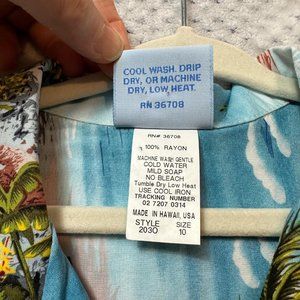 COOL WASH. DRIP
DRY, OR MACHINE
DRY, LOW HEAT.
RN 36708
RN# 36708
100% RAYON
MACHINE WASH GENTLE
COLD WATER
MILD SOAP
NO BLEACH
Tumble Dry Low Heat
USE COOL IRON
TRACKING NUMBER
02 7207 0314
MADE IN HAWAII, USA
STYLE SIZE
2030 10